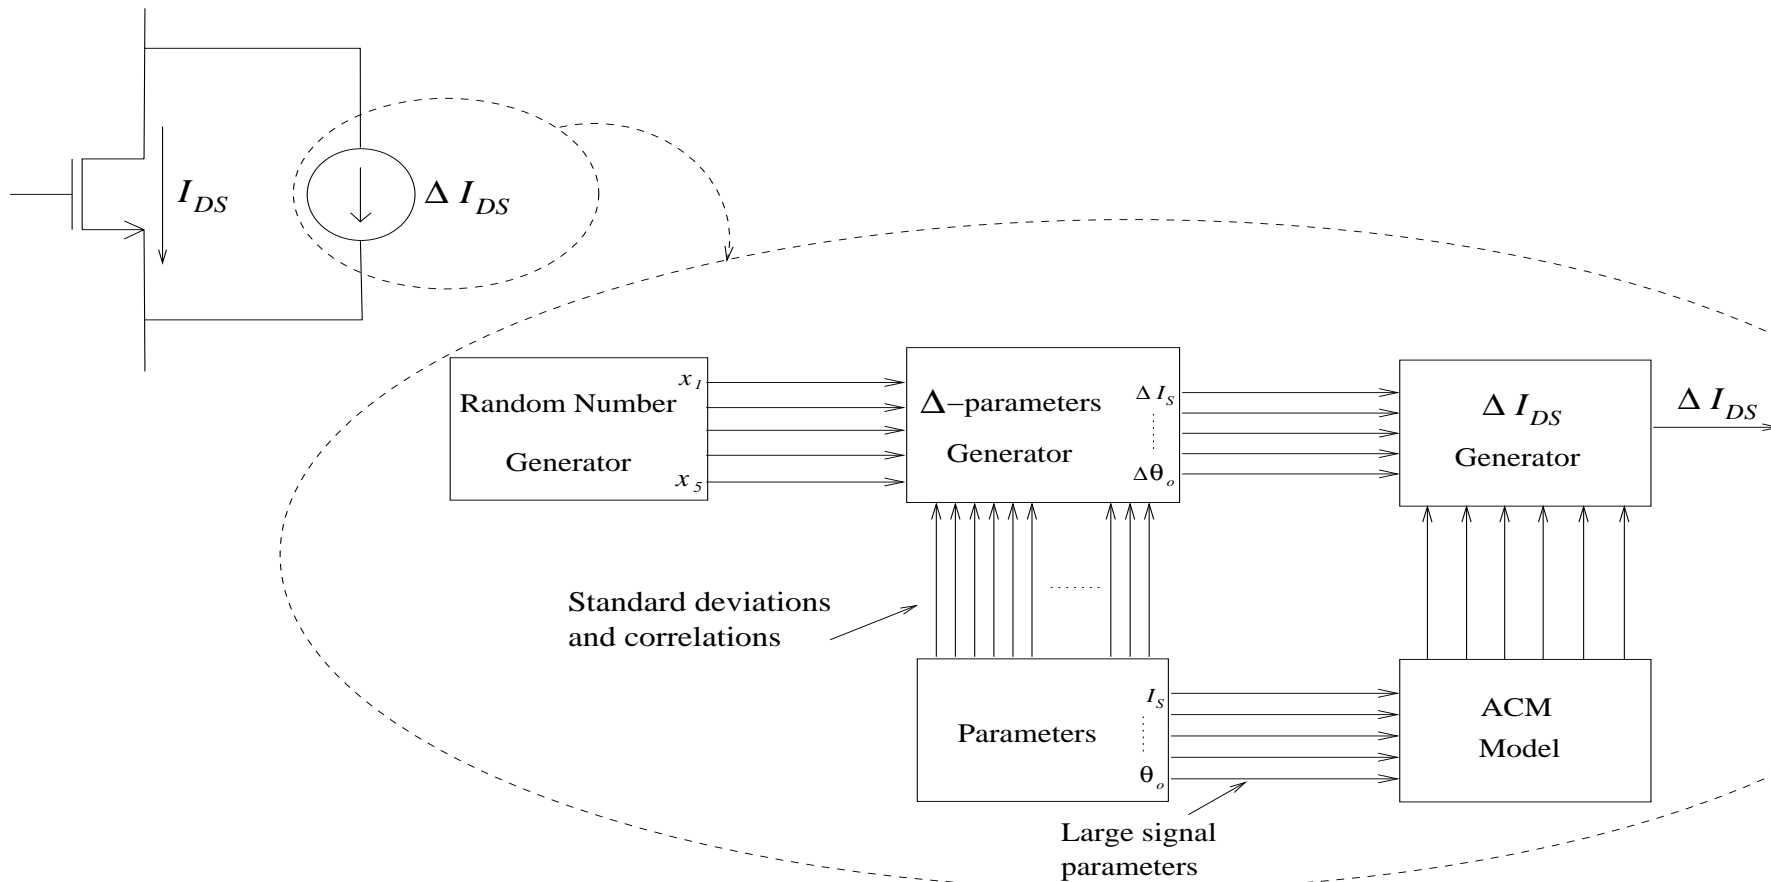 I_DS
Δ I_DS
Random Number
Generator
x_1
x_5
Δ-parameters
Generator
Δ I_S
Δθ_o
Δ I_DS
Generator
Δ I_DS
Standard deviations
and correlations
Parameters
I_S
θ_o
ACM
Model
Large signal
parameters